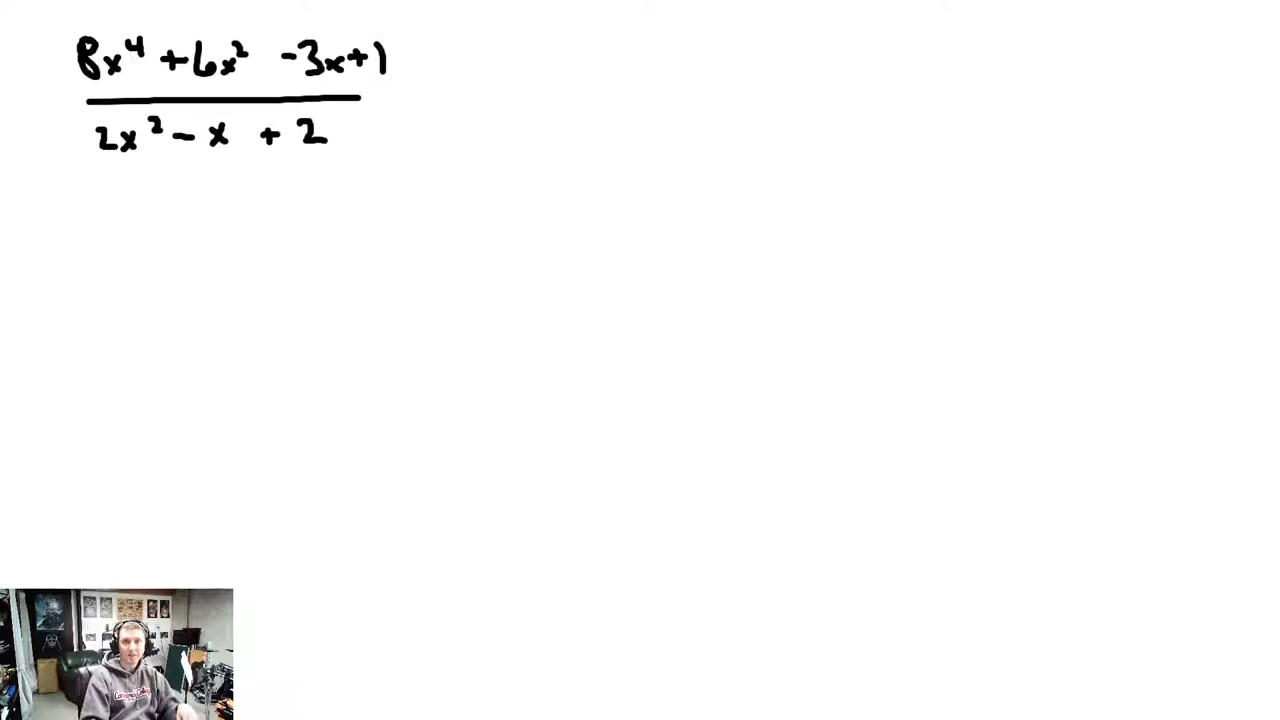 8x⁴ + 6x² - 3x + 1
2x² - x + 2